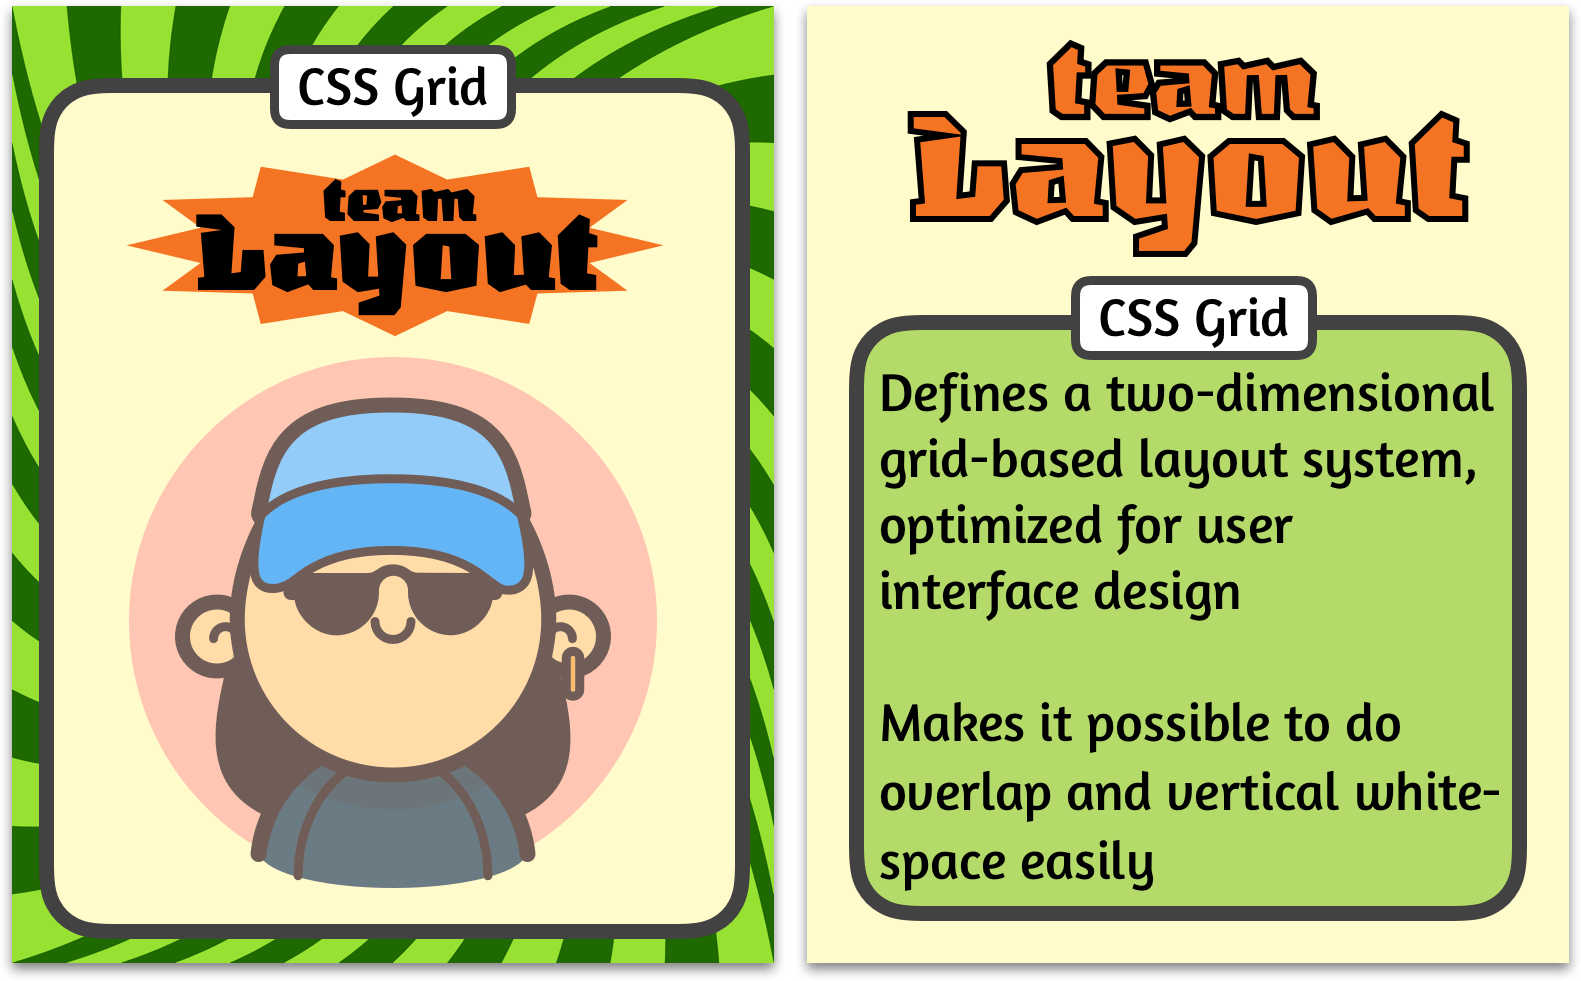 CSS Grid
team
Layout
team
Layout
CSS Grid
Defines a two-dimensional
grid-based layout system,
optimized for user
interface design
Makes it possible to do
overlap and vertical white-
space easily